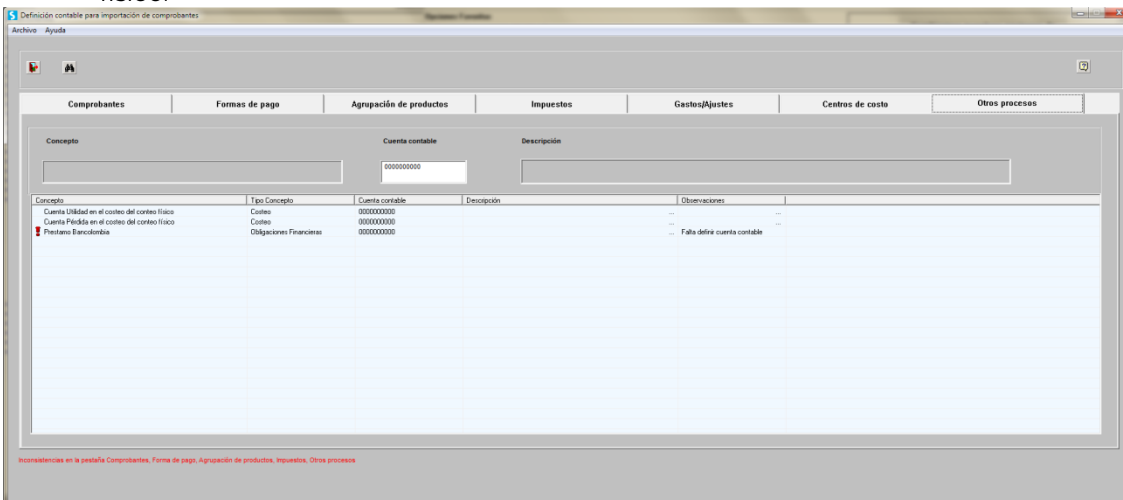 Definición contable para importación de comprobantes
Archivo Ayuda
Comprobantes Formas de pago Agrupación de productos Impuestos Gastos/Ajustes Centros de costo Otros procesos
Concepto Cuenta contable Descripción
0000000000
Concepto Tipo Concepto Cuenta contable Descripción Observaciones
Cuenta Utilidad en el costeo del conteo físico Costeo 0000000000 ... ...
Cuenta Pérdida en el costeo del conteo físico Costeo 0000000000 ... ...
Prestamo Bancolombia Obligaciones Financieras 0000000000 ... Falta definir cuenta contable
Inconsistencias en la pestaña Comprobantes, Forma de pago, Agrupación de productos, Impuestos, Otros procesos